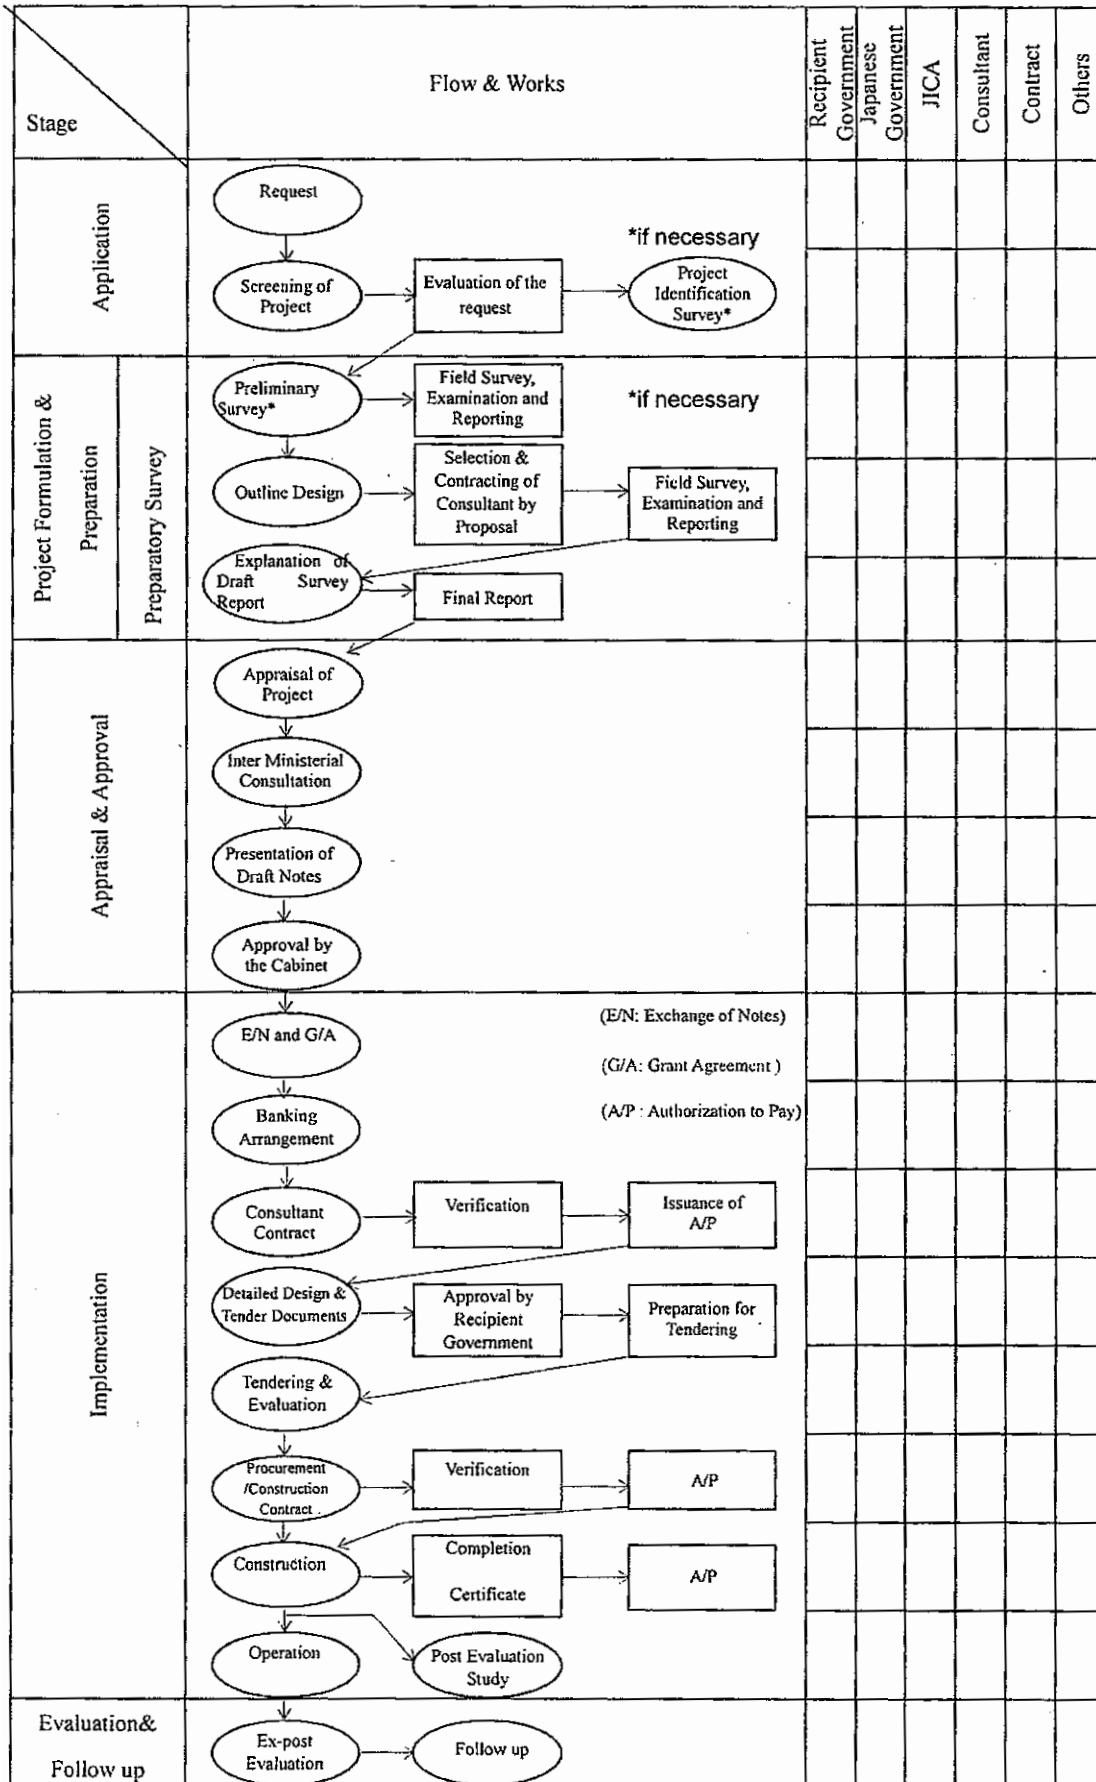 Stage
Flow & Works
Recipient
Government
Japanese
Government
JICA
Consultant
Contract
Others
Application
Request
*if necessary
Screening of
Project
Evaluation of the
request
Project
Identification
Survey*
Project Formulation &
Preparation
Preparatory Survey
Preliminary
Survey*
Field Survey,
Examination and
Reporting
*if necessary
Outline Design
Selection &
Contracting of
Consultant by
Proposal
Field Survey,
Examination and
Reporting
Explanation of
Draft Survey
Report
Final Report
Appraisal & Approval
Appraisal of
Project
Inter Ministerial
Consultation
Presentation of
Draft Notes
Approval by
the Cabinet
Implementation
E/N and G/A
(E/N: Exchange of Notes)
(G/A: Grant Agreement )
(A/P : Authorization to Pay)
Banking
Arrangement
Consultant
Contract
Verification
Issuance of
A/P
Detailed Design &
Tender Documents
Approval by
Recipient
Government
Preparation for
Tendering
Tendering &
Evaluation
Procurement
/Construction
Contract
Verification
A/P
Construction
Completion
Certificate
A/P
Operation
Post Evaluation
Study
Evaluation&
Follow up
Ex-post
Evaluation
Follow up